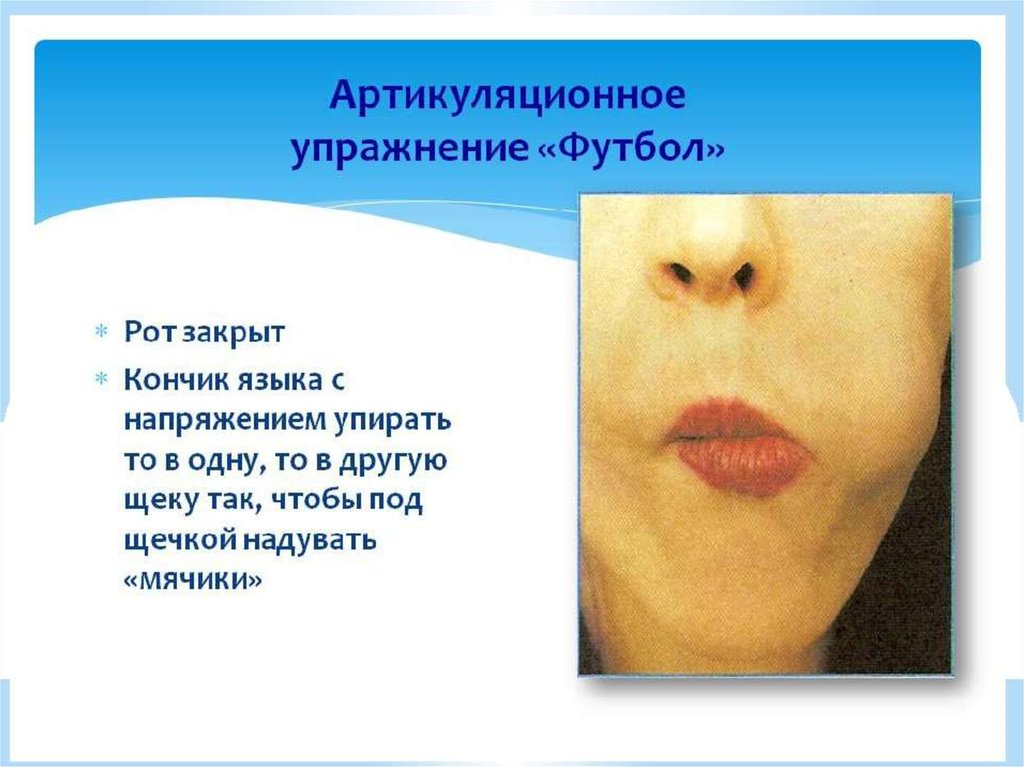 Артикуляционное
упражнение «Футбол»
* Рот закрыт
* Кончик языка с
напряжением упирать
то в одну, то в другую
щеку так, чтобы под
щечкой надувать
«мячики»